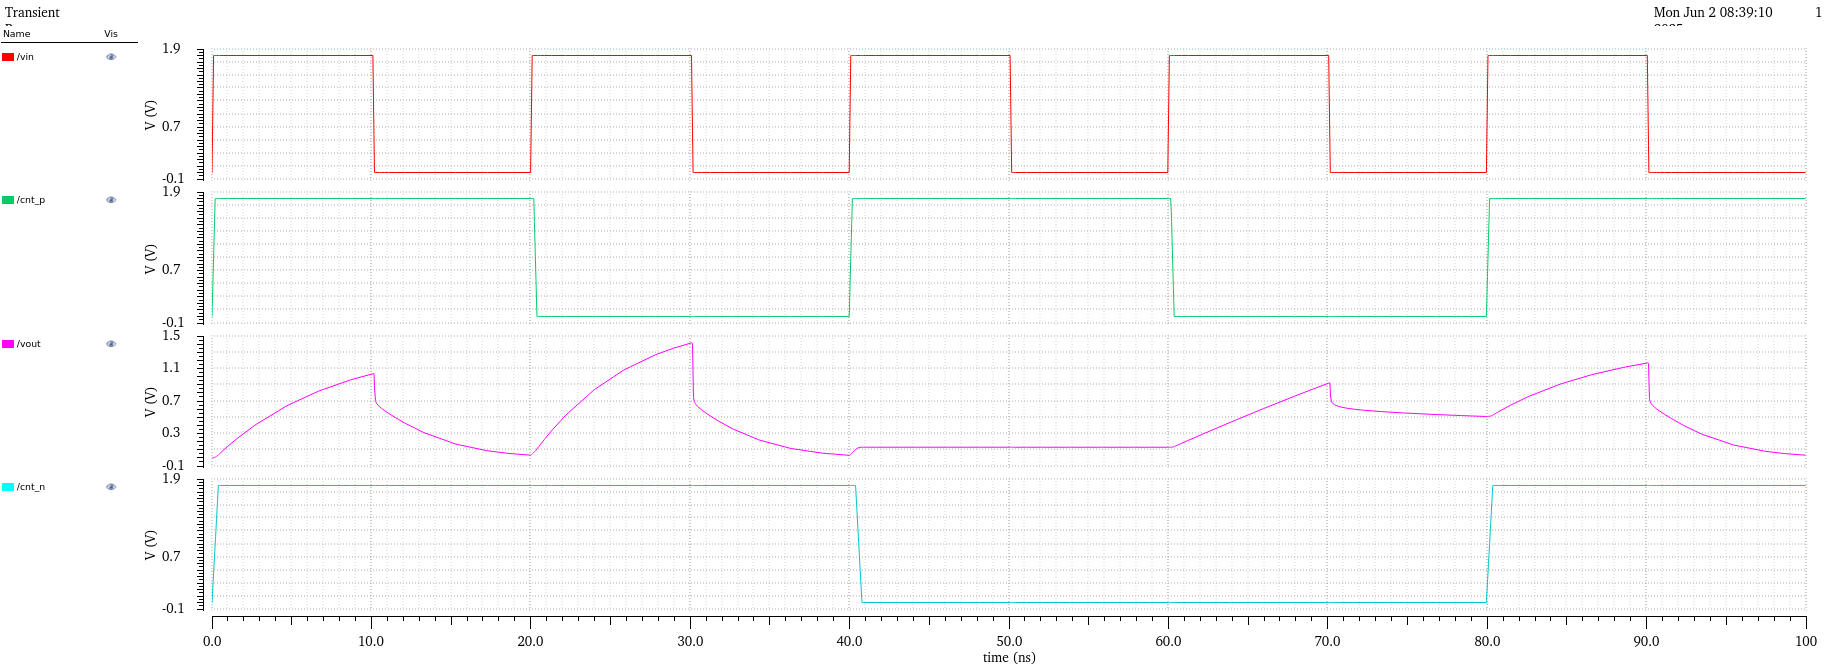 Transient
Mon Jun 2 08:39:10 1
Name Vis
/vin
1.9
V (V)
0.7
-0.1
/cnt_p
1.9
V (V)
0.7
-0.1
/vout
1.5
1.1
V (V)
0.7
0.3
-0.1
/cnt_n
1.9
V (V)
0.7
-0.1
0.0 10.0 20.0 30.0 40.0 50.0 60.0 70.0 80.0 90.0 100
time (ns)